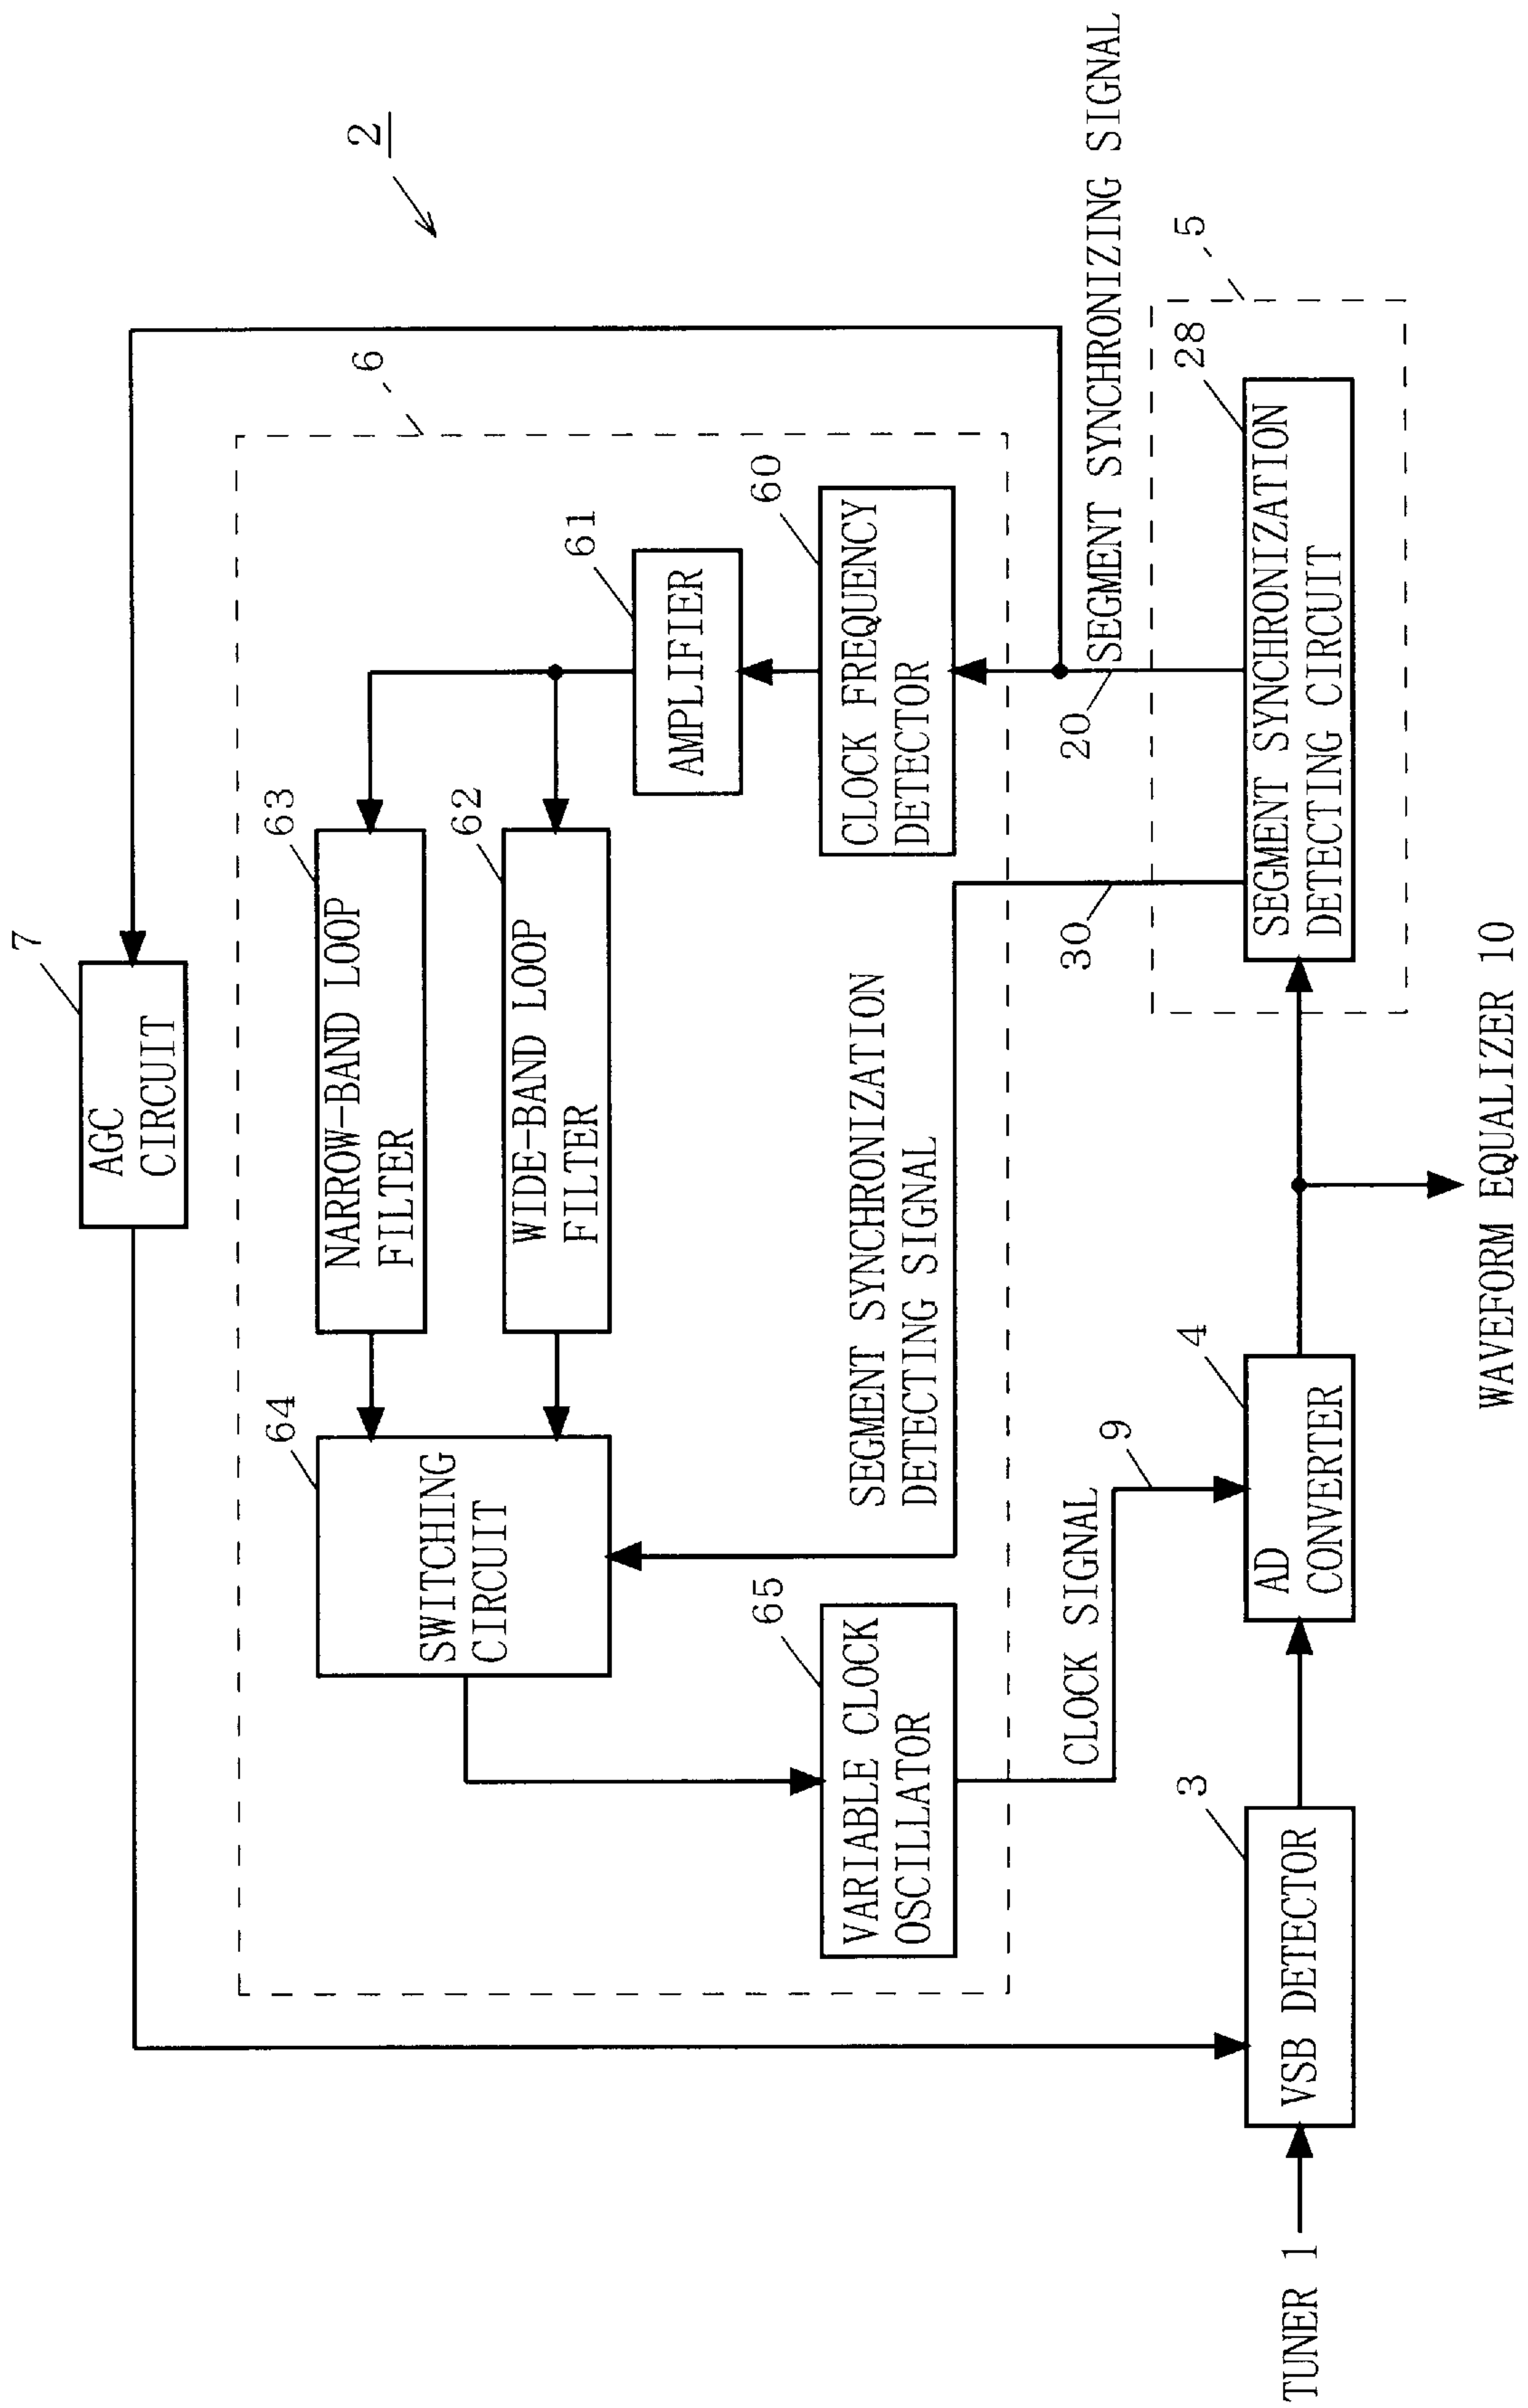 2
7
AGC
CIRCUIT
6
64
63
SWITCHING
CIRCUIT
NARROW-BAND LOOP
FILTER
62
WIDE-BAND LOOP
FILTER
61
AMPLIFIER
65
VARIABLE CLOCK
OSCILLATOR
SEGMENT SYNCHRONIZATION
DETECTING SIGNAL
60
CLOCK FREQUENCY
DETECTOR
CLOCK SIGNAL
9
30
20
SEGMENT SYNCHRONIZING SIGNAL
TUNER 1
3
VSB DETECTOR
4
AD
CONVERTER
5
28
SEGMENT SYNCHRONIZATION
DETECTING CIRCUIT
WAVEFORM EQUALIZER 10